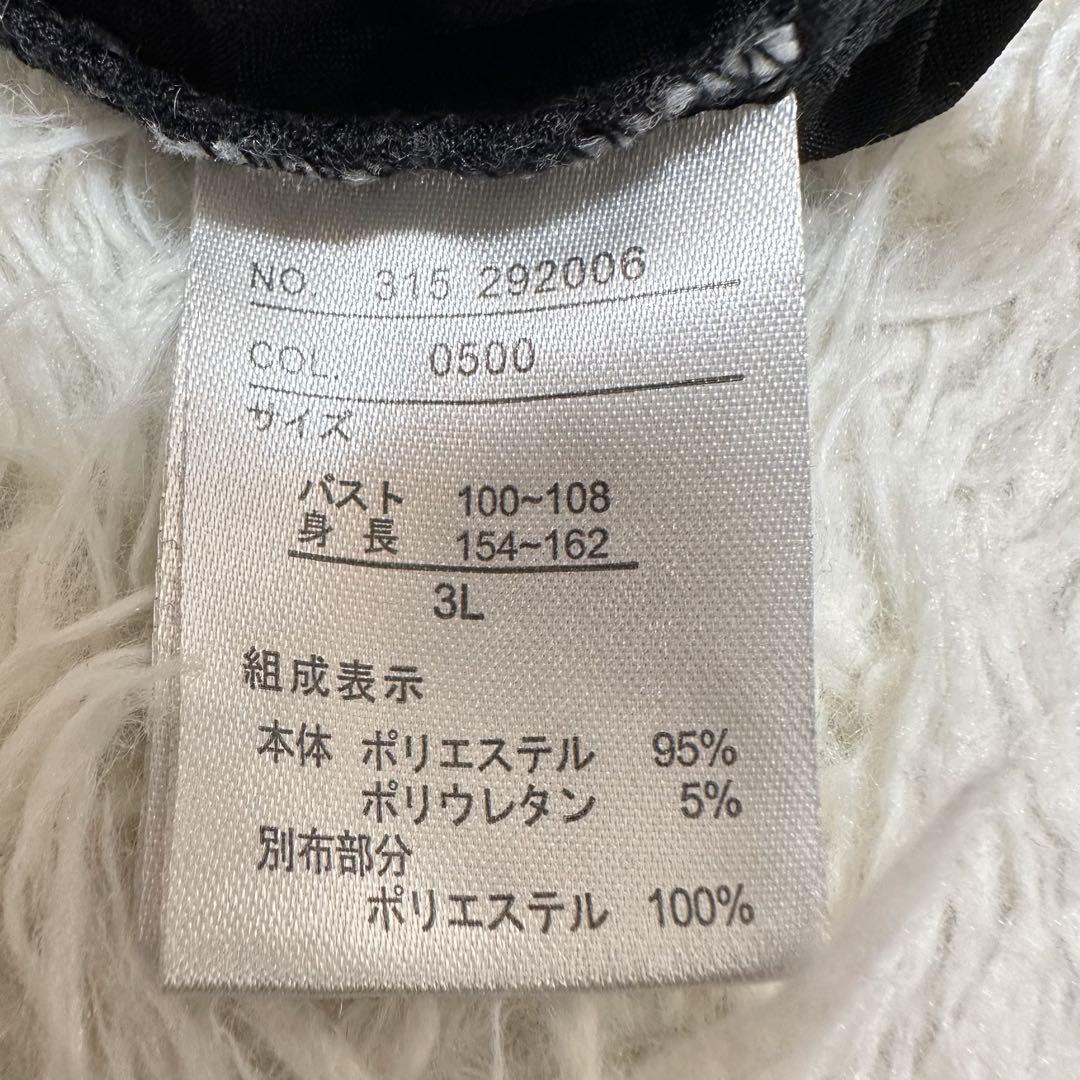 NO. 315 292006
COL. 0500
サイズ
バスト 100~108
身長 154~162
3L
組成表示
本体 ポリエステル 95%
ポリウレタン 5%
別布部分
ポリエステル 100%